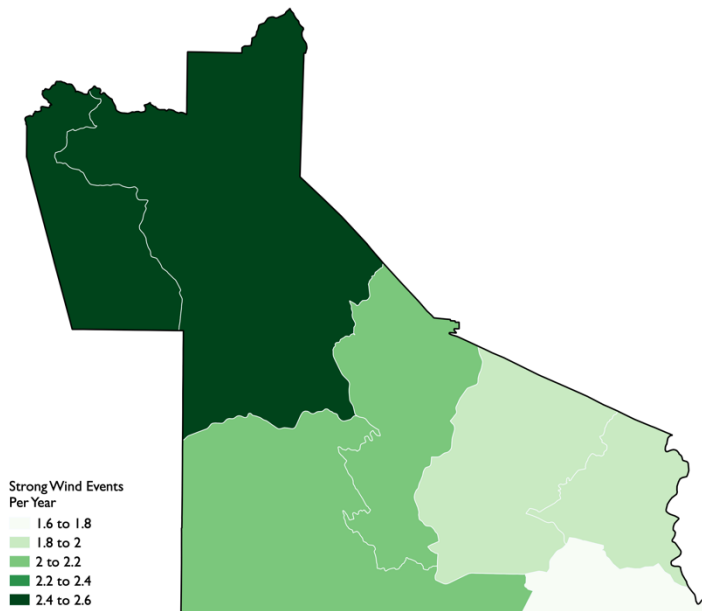 Strong Wind Events
Per Year
1.6 to 1.8
1.8 to 2
2 to 2.2
2.2 to 2.4
2.4 to 2.6